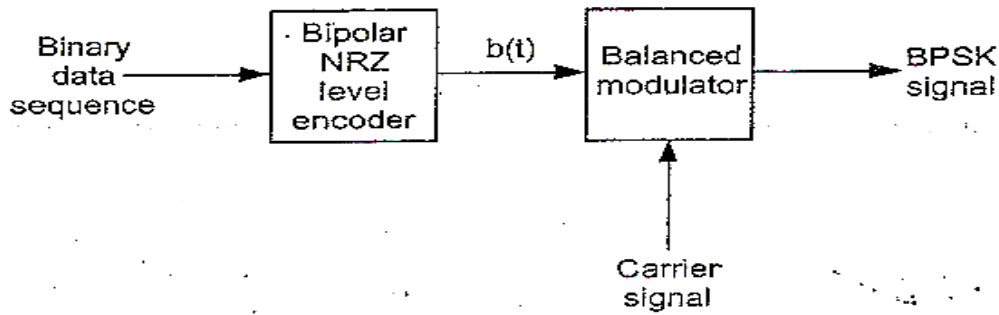 Binary
data
sequence
Bipolar
NRZ
level
encoder
b(t)
Balanced
modulator
BPSK
signal
Carrier
signal